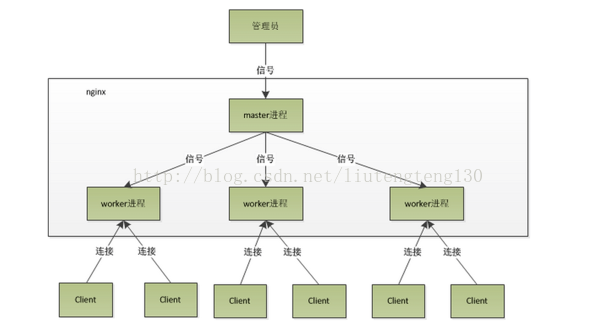 管理员
信号
nginx
master进程
信号 信号 信号
http://blog.csdn.net/liutengteng130
worker进程 worker进程 worker进程
连接 连接 连接 连接 连接 连接
Client Client Client Client Client Client